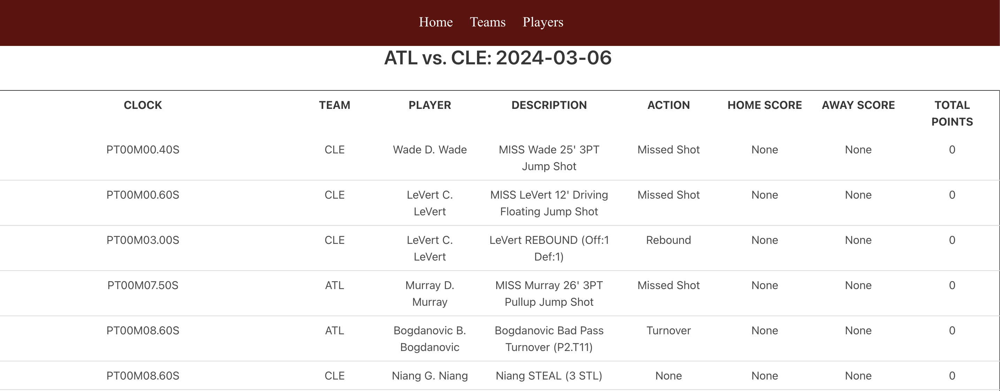 Home Teams Players
ATL vs. CLE: 2024-03-06
CLOCK TEAM PLAYER DESCRIPTION ACTION HOME SCORE AWAY SCORE TOTAL
POINTS
PT00M00.40S CLE Wade D. Wade MISS Wade 25' 3PT Missed Shot None None 0
Jump Shot
PT00M00.60S CLE LeVert C. MISS LeVert 12' Driving Missed Shot None None 0
LeVert Floating Jump Shot
PT00M03.00S CLE LeVert C. LeVert REBOUND (Off:1 Rebound None None 0
LeVert Def:1)
PT00M07.50S ATL Murray D. MISS Murray 26' 3PT Missed Shot None None 0
Murray Pullup Jump Shot
PT00M08.60S ATL Bogdanovic B. Bogdanovic Bad Pass Turnover None None 0
Bogdanovic Turnover (P2.T11)
PT00M08.60S CLE Niang G. Niang Niang STEAL (3 STL) None None None 0